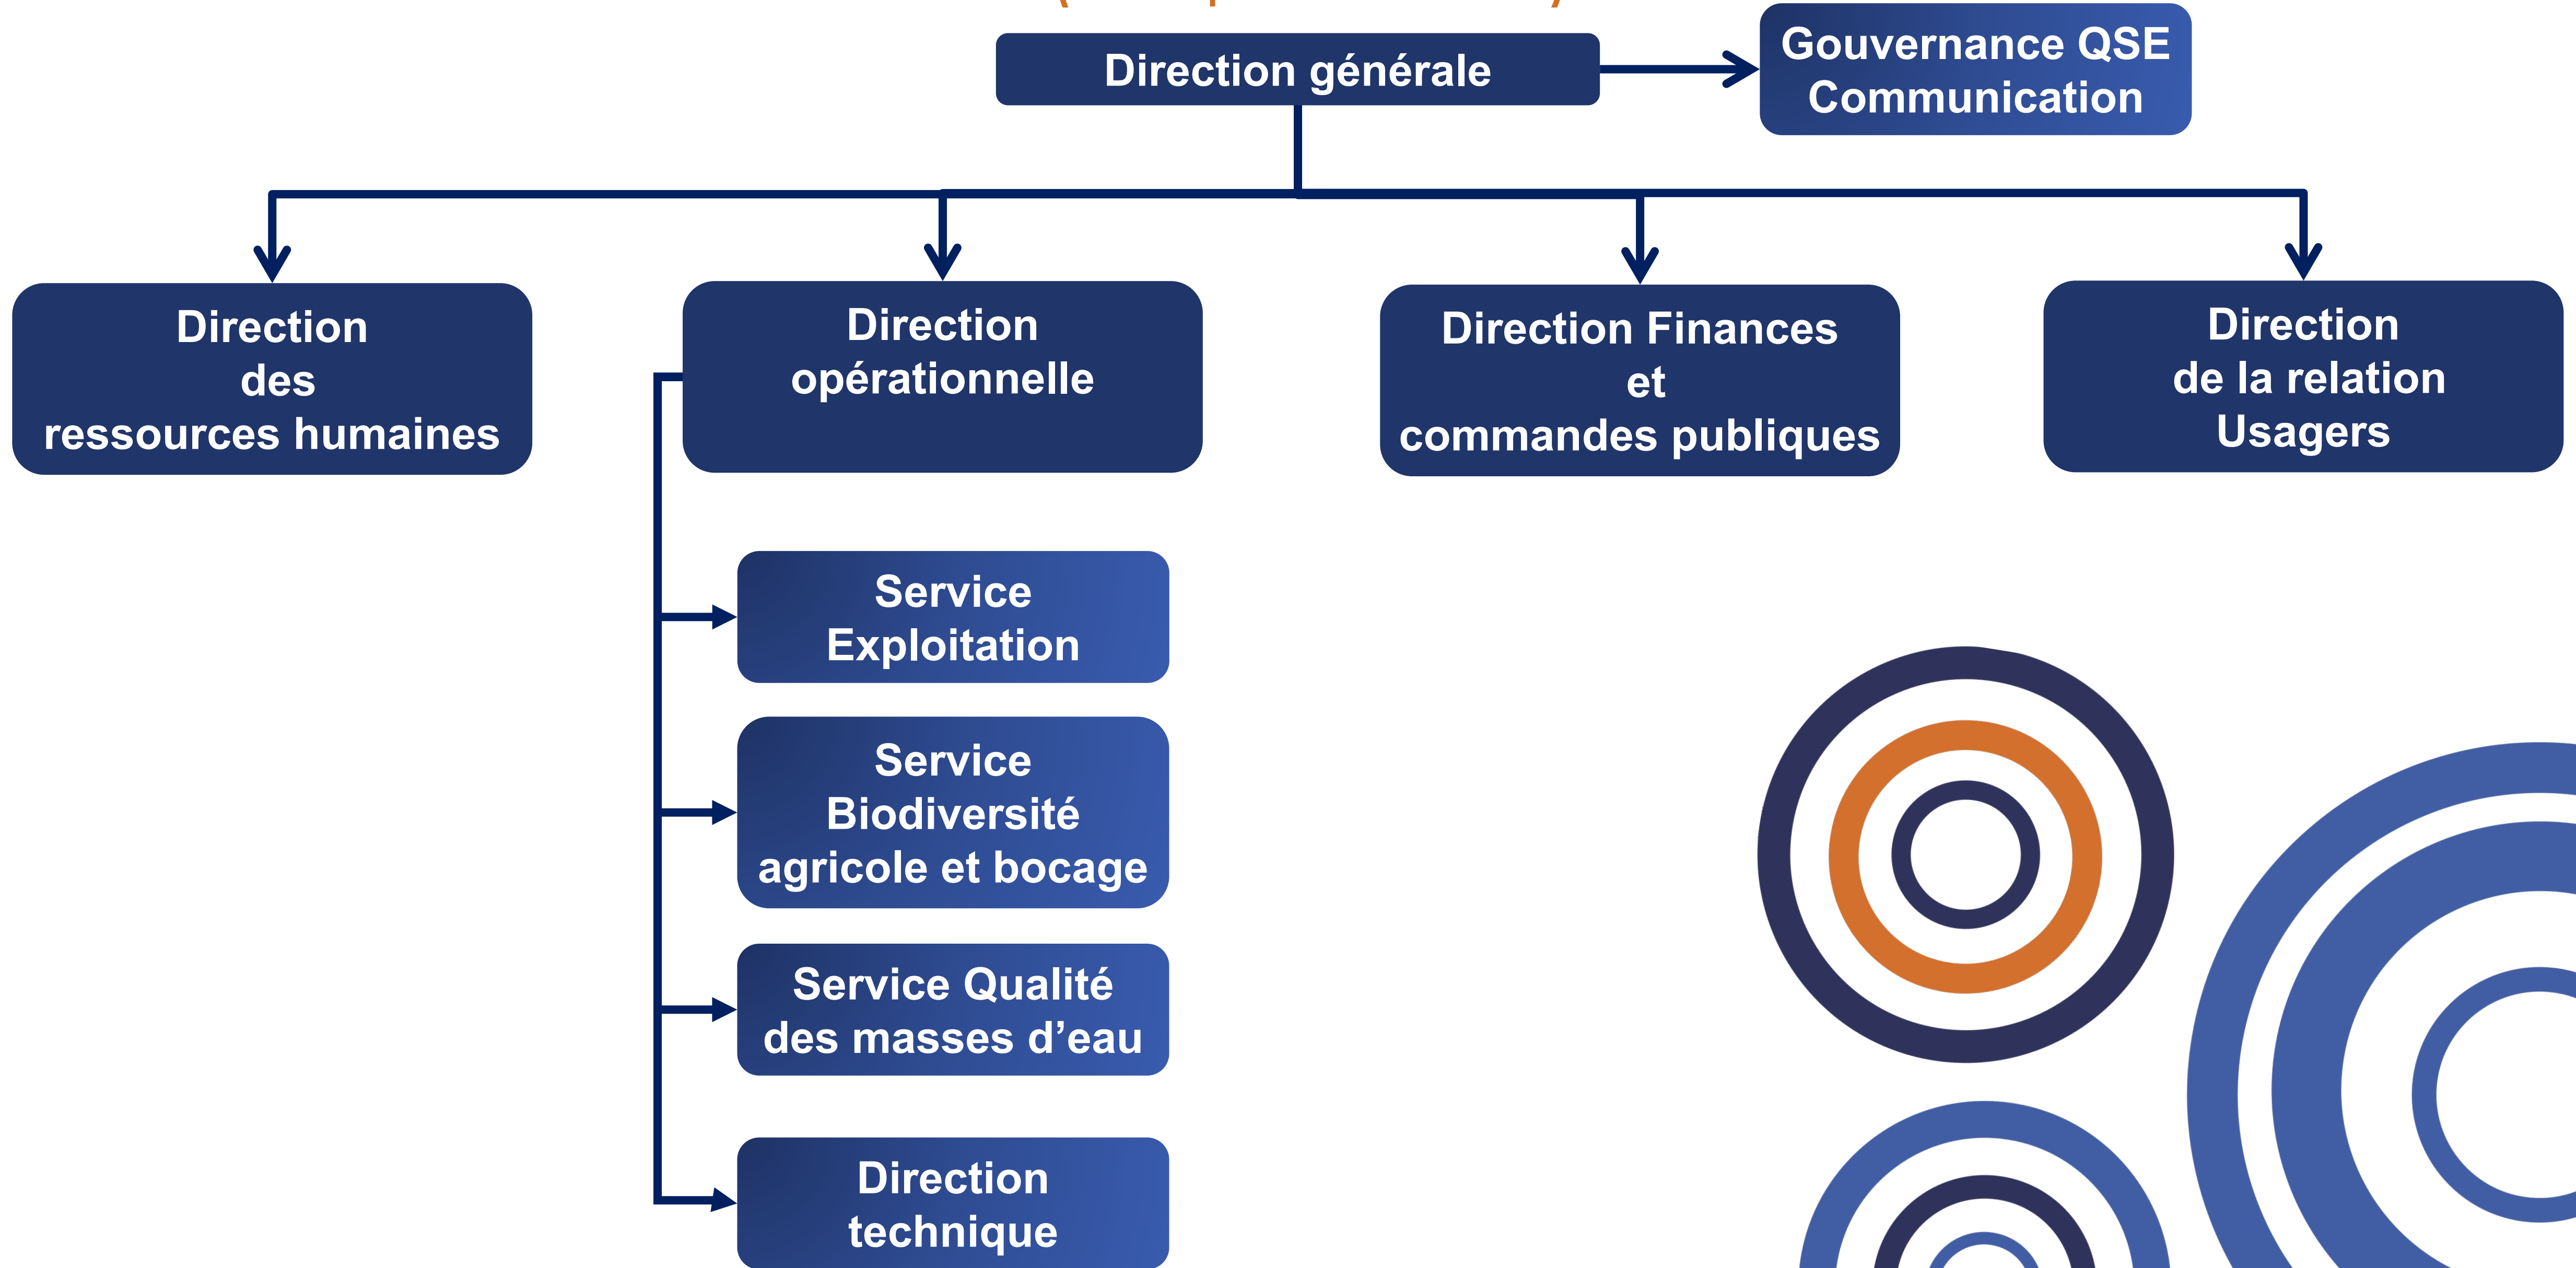 Direction générale
Gouvernance QSE
Communication
Direction
des
ressources humaines
Direction
opérationnelle
Direction Finances
et
commandes publiques
Direction
de la relation
Usagers
Service
Exploitation
Service
Biodiversité
agricole et bocage
Service Qualité
des masses d’eau
Direction
technique